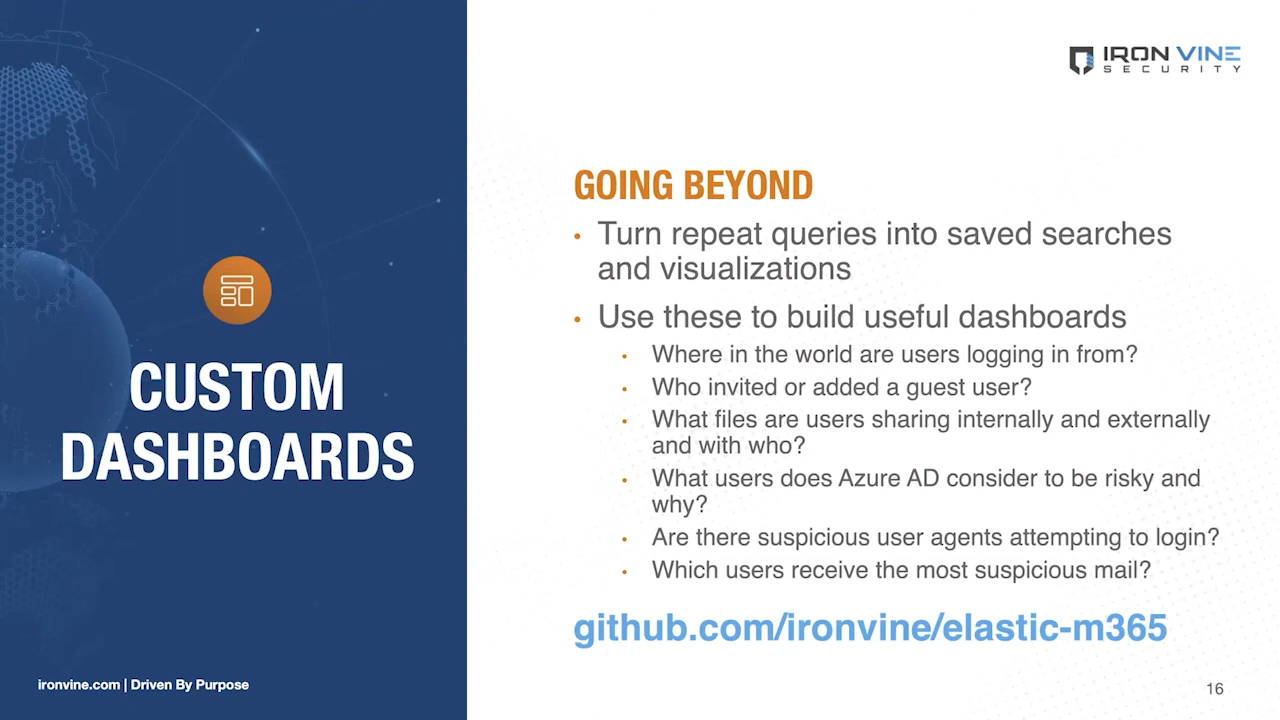 IRON VINE
SECURITY
CUSTOM
DASHBOARDS
GOING BEYOND
• Turn repeat queries into saved searches
and visualizations
• Use these to build useful dashboards
• Where in the world are users logging in from?
• Who invited or added a guest user?
• What files are users sharing internally and externally
and with who?
• What users does Azure AD consider to be risky and
why?
• Are there suspicious user agents attempting to login?
• Which users receive the most suspicious mail?
github.com/ironvine/elastic-m365
ironvine.com | Driven By Purpose
16